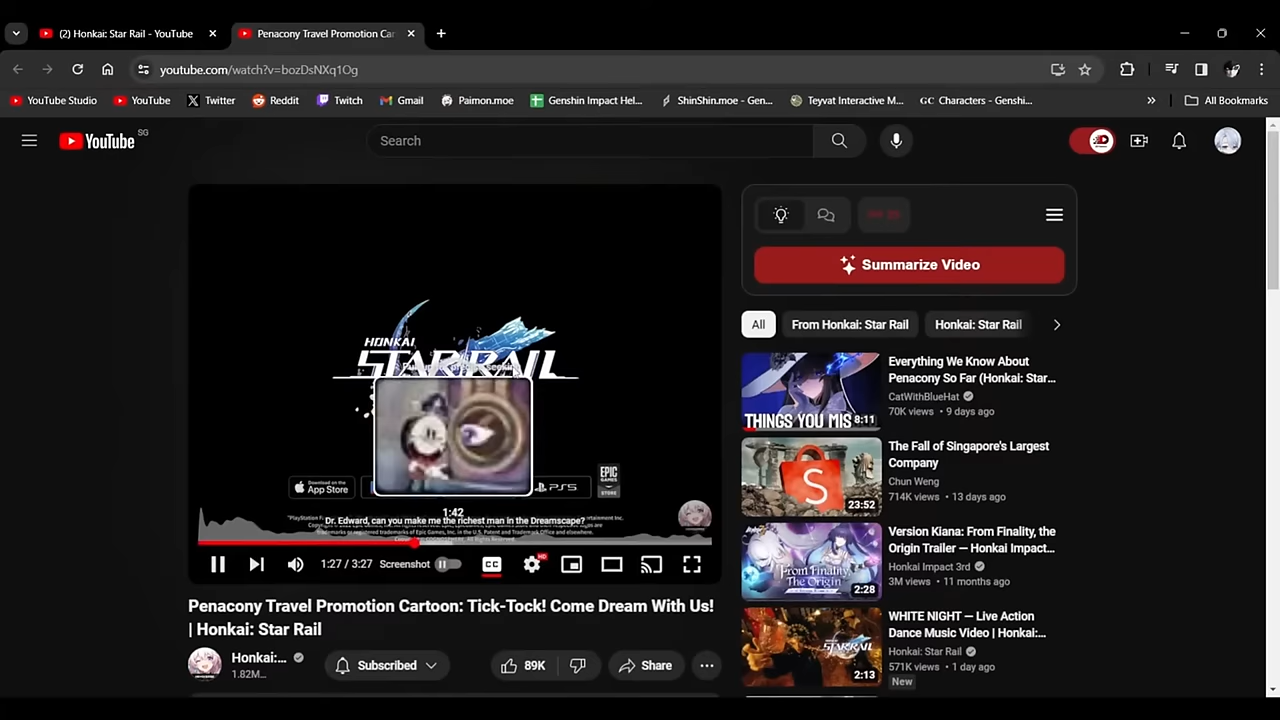 (2) Honkai: Star Rail - YouTube
Penacony Travel Promotion Car
youtube.com/watch?v=bozDsNXq1Og
YouTube Studio
YouTube
Twitter
Reddit
Twitch
Gmail
Paimon.moe
Genshin Impact Hel...
ShinShin.moe - Gen...
Teyvat Interactive M...
GC Characters - Genshi...
All Bookmarks
YouTube SG
Search
Summarize Video
All
From Honkai: Star Rail
Honkai: Star Rail
HONKAI
STAR RAIL
Download on the
App Store
PS5
EPIC
GAMES
STORE
1:42
Dr. Edward, can you make me the richest man in the Dreamscape?
1:27 / 3:27
Screenshot
CC
HD
Penacony Travel Promotion Cartoon: Tick-Tock! Come Dream With Us!
| Honkai: Star Rail
Honkai:...
1.82M...
Subscribed
89K
Share
Everything We Know About
Penacony So Far (Honkai: Star...
CatWithBlueHat
70K views • 9 days ago
THINGS YOU MIS
8:11
The Fall of Singapore's Largest
Company
Chun Weng
714K views • 13 days ago
S
23:52
Version Kiana: From Finality, the
Origin Trailer — Honkai Impact...
Honkai Impact 3rd
3M views • 11 months ago
From Finality,
The Origin
2:28
WHITE NIGHT — Live Action
Dance Music Video | Honkai:...
Honkai: Star Rail
571K views • 1 day ago
New
STAR RAIL
2:13